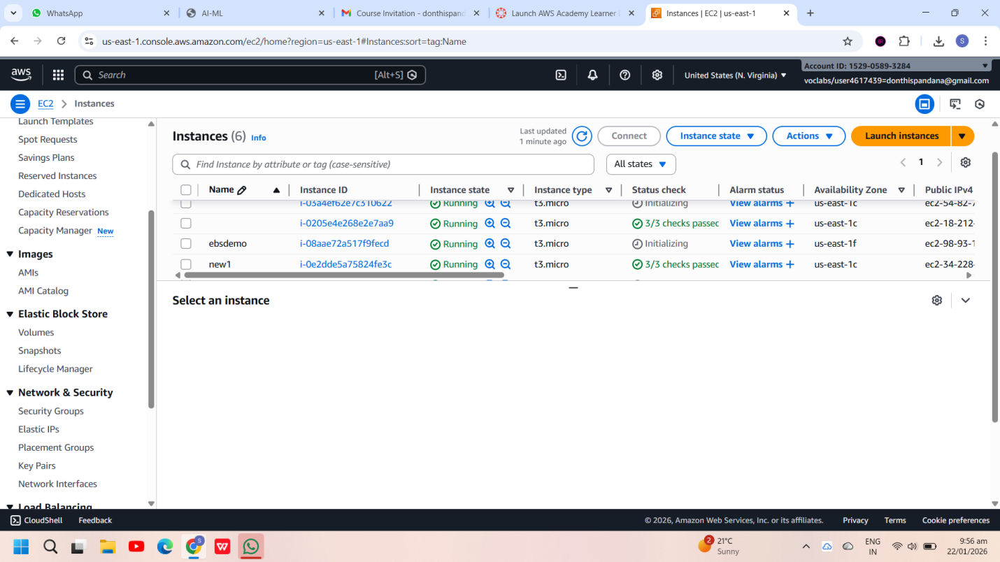 WhatsApp
AI-ML
Course Invitation - donthispand
Launch AWS Academy Learner
Instances | EC2 | us-east-1
us-east-1.console.aws.amazon.com/ec2/home?region=us-east-1#Instances:sort=tag:Name
S
aws
Search
[Alt+S]
United States (N. Virginia)
Account ID: 1529-0589-3284
voclabs/user4617439=donthispandana@gmail.com
EC2 > Instances
Launch Templates
Spot Requests
Savings Plans
Reserved Instances
Dedicated Hosts
Capacity Reservations
Capacity Manager New
Images
AMIs
AMI Catalog
Elastic Block Store
Volumes
Snapshots
Lifecycle Manager
Network & Security
Security Groups
Elastic IPs
Placement Groups
Key Pairs
Network Interfaces
Load Balancing
Instances (6) Info
Last updated
1 minute ago
Connect
Instance state
Actions
Launch instances
Find Instance by attribute or tag (case-sensitive)
All states
1
Name Instance ID Instance state Instance type Status check Alarm status Availability Zone Public IPv4
i-03a4ef62e7c310622 Running t3.micro Initializing View alarms + us-east-1c ec2-54-82-7
i-0205e4e268e2e7aa9 Running t3.micro 3/3 checks passed View alarms + us-east-1c ec2-18-212-
ebsdemo i-08aae72a517f9fecd Running t3.micro Initializing View alarms + us-east-1f ec2-98-93-1
new1 i-0e2dde5a75824fe3c Running t3.micro 3/3 checks passed View alarms + us-east-1c ec2-34-228-
Select an instance
CloudShell Feedback
© 2026, Amazon Web Services, Inc. or its affiliates. Privacy Terms Cookie preferences
S
W
2
21°C
Sunny
ENG
IN
9:56 am
22/01/2026